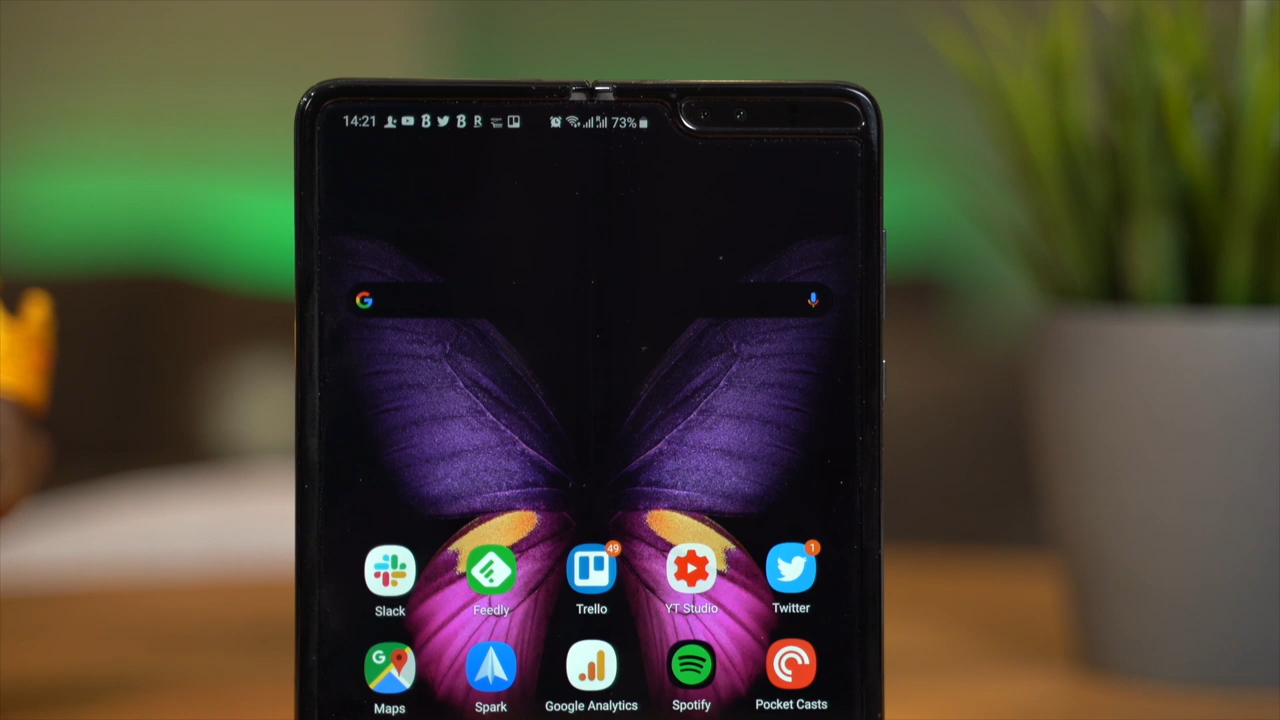 14:21 73%
Slack Feedly Trello 49 YT Studio Twitter 1
Maps Spark Google Analytics Spotify Pocket Casts